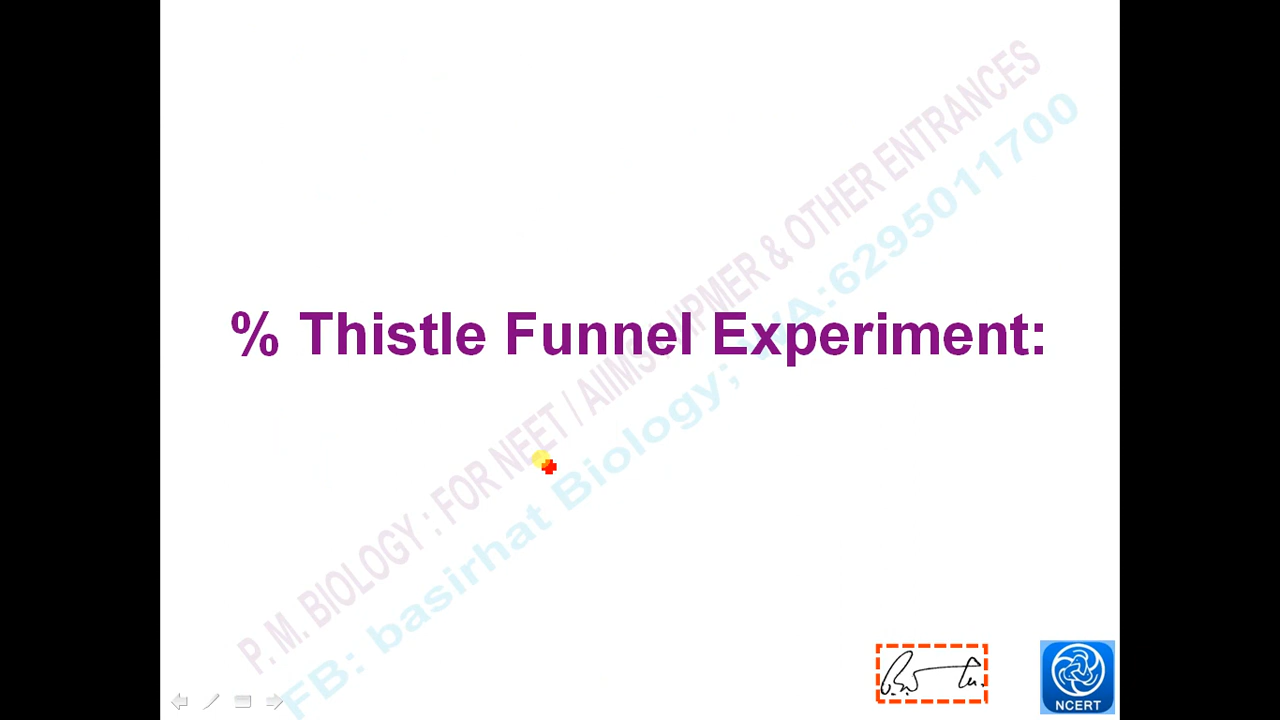 % Thistle Funnel Experiment:
P. M. BIOLOGY : FOR NEET / AIIMS / JIPMER & OTHER ENTRANCES
FB: basirhat Biology; WA:6295011700
NCERT